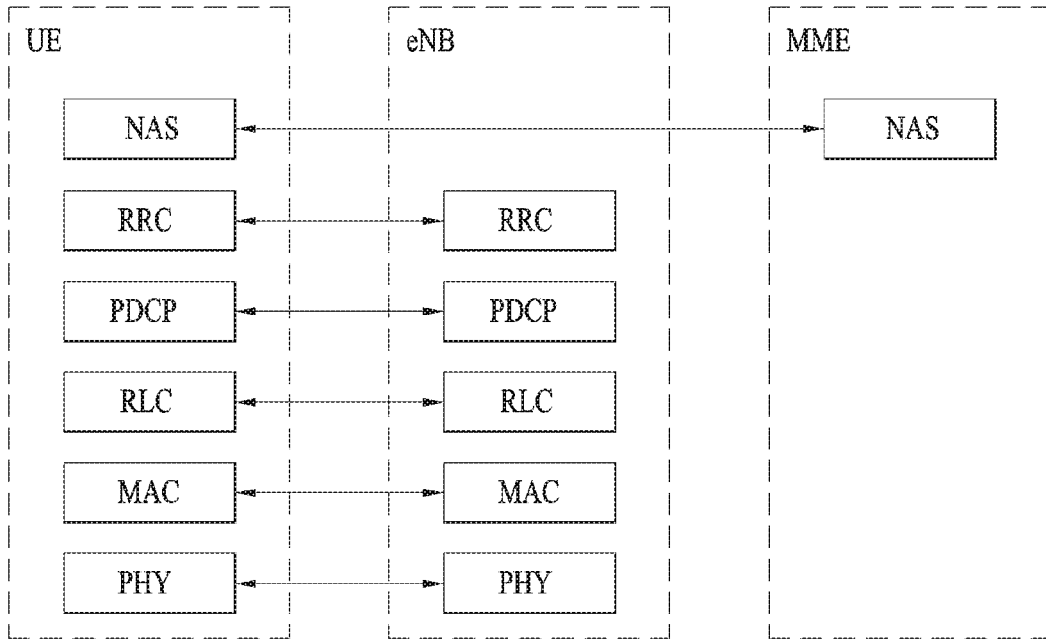 UE eNB MME
NAS NAS
RRC RRC
PDCP PDCP
RLC RLC
MAC MAC
PHY PHY